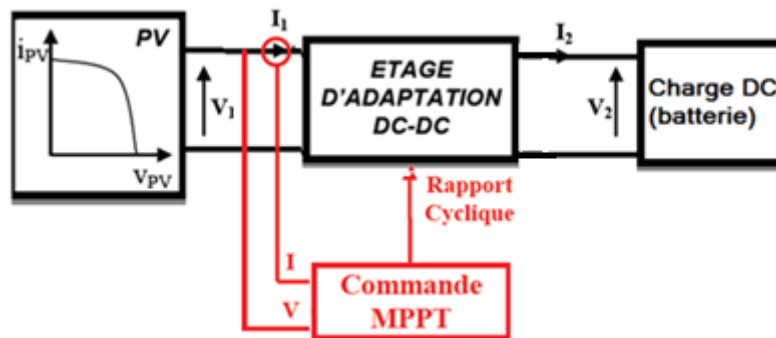 PV
iPV
vPV
I1
V1
ETAGE
D'ADAPTATION
DC-DC
I2
V2
Charge DC
(batterie)
Rapport
Cyclique
I
V
Commande
MPPT